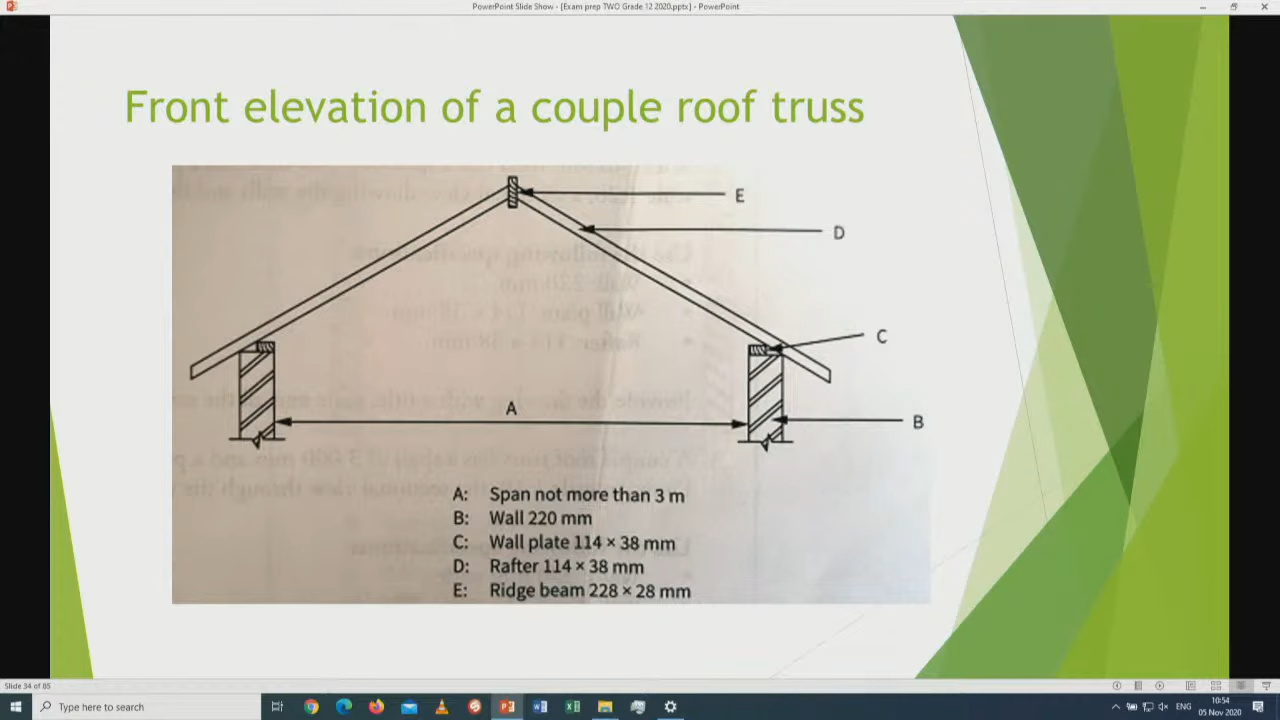 PowerPoint Slide Show - [Exam prep TWO Grade 12 2020.pptx] - PowerPoint
Front elevation of a couple roof truss
E
D
C
A
B
A: Span not more than 3 m
B: Wall 220 mm
C: Wall plate 114 × 38 mm
D: Rafter 114 × 38 mm
E: Ridge beam 228 × 28 mm
Slide 34 of 85
Type here to search
ENG
10:54
05 Nov 2020